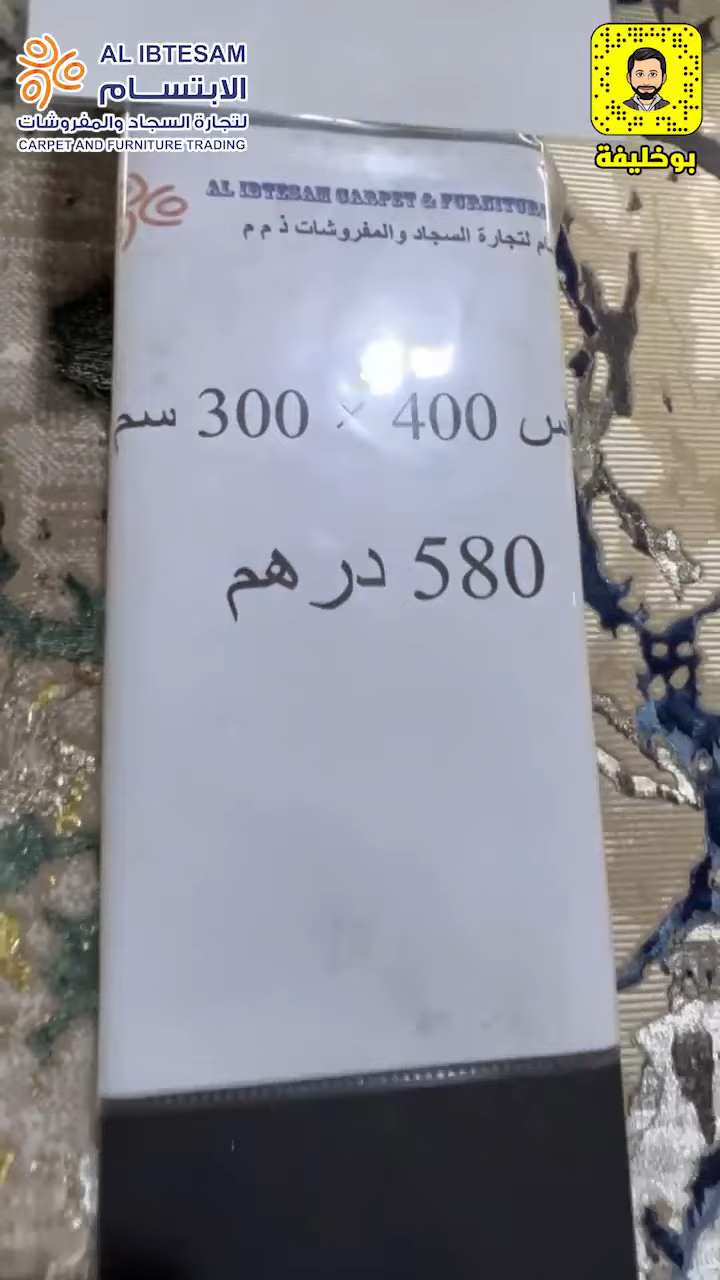 AL IBTESAM
الابتسام
لتجارة السجاد والمفروشات
CARPET AND FURNITURE TRADING
بوخليفة
AL IBTESAM CARPET & FURNITURE
ام لتجارة السجاد والمفروشات ذ م م
س 400 × 300 سم
580 درهم